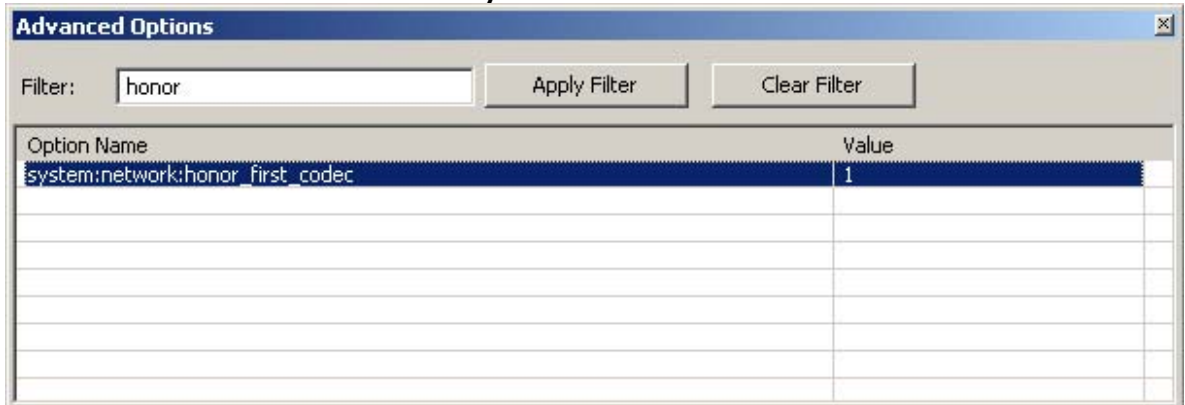 Advanced Options
Filter: honor Apply Filter Clear Filter
Option Name Value
system:network:honor_first_codec 1